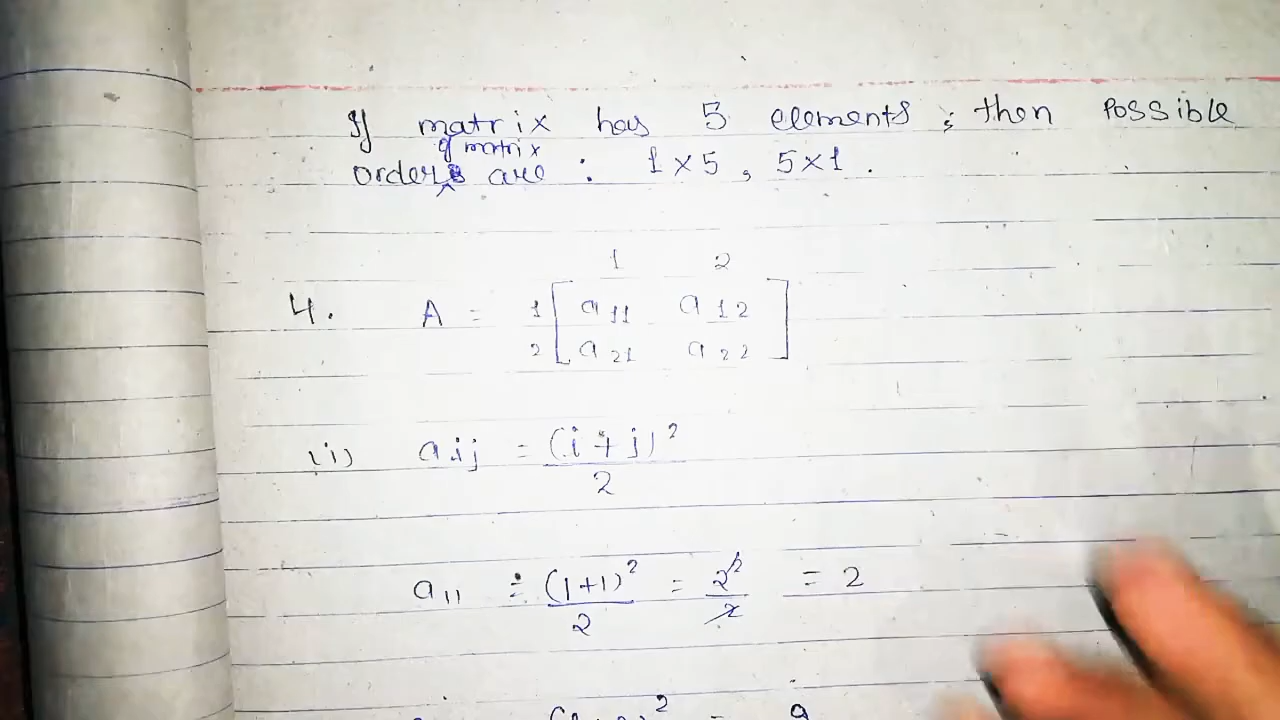 If matrix has 5 elements ; then possible
of matrix
orders are : 1 × 5 , 5 × 1 .
1 2
4. A = 1 [ a₁₁ a₁₂
2 a₂₁ a₂₂ ]
(i) aij = (i + j)²
2
a₁₁ = (1+1)² = 2² = 2
2 2